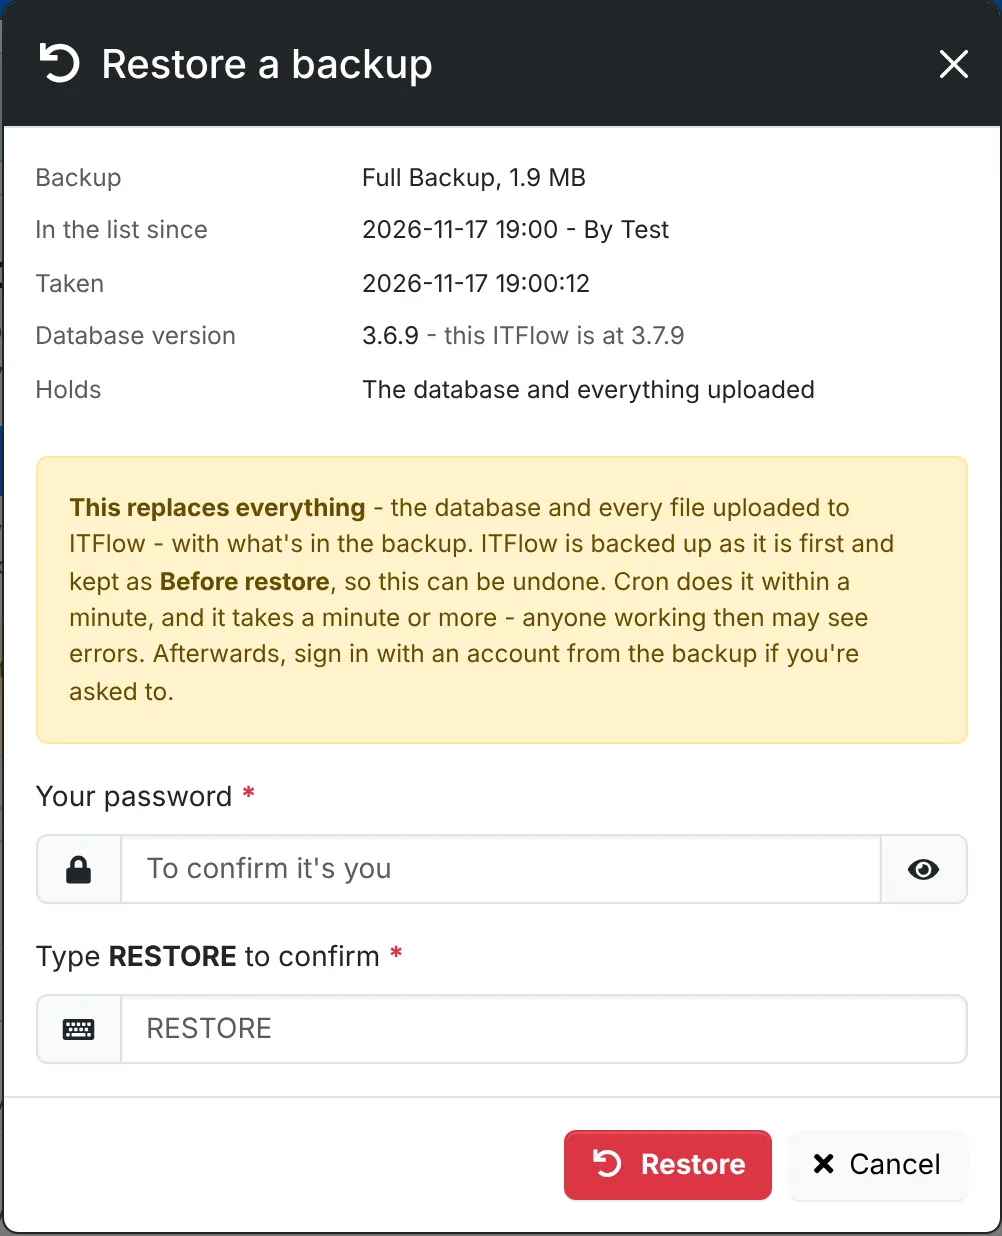 Restore a backup
Backup Full Backup, 1.9 MB
In the list since 2026-11-17 19:00 - By Test
Taken 2026-11-17 19:00:12
Database version 3.6.9 - this ITFlow is at 3.7.9
Holds The database and everything uploaded
This replaces everything - the database and every file uploaded to
ITFlow - with what's in the backup. ITFlow is backed up as it is first and
kept as Before restore, so this can be undone. Cron does it within a
minute, and it takes a minute or more - anyone working then may see
errors. Afterwards, sign in with an account from the backup if you're
asked to.
Your password *
To confirm it's you
Type RESTORE to confirm *
RESTORE
Restore Cancel